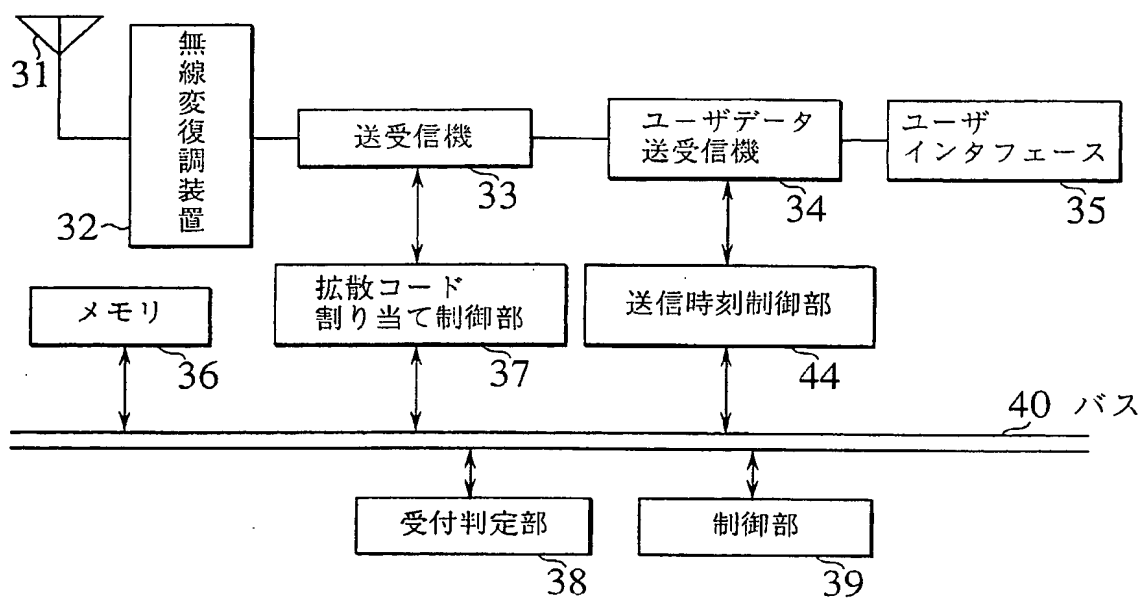 31
無線変復調装置
32
送受信機
33
ユーザデータ
送受信機
34
ユーザ
インタフェース
35
メモリ
36
拡散コード
割り当て制御部
37
送信時刻制御部
44
40 バス
受付判定部
38
制御部
39